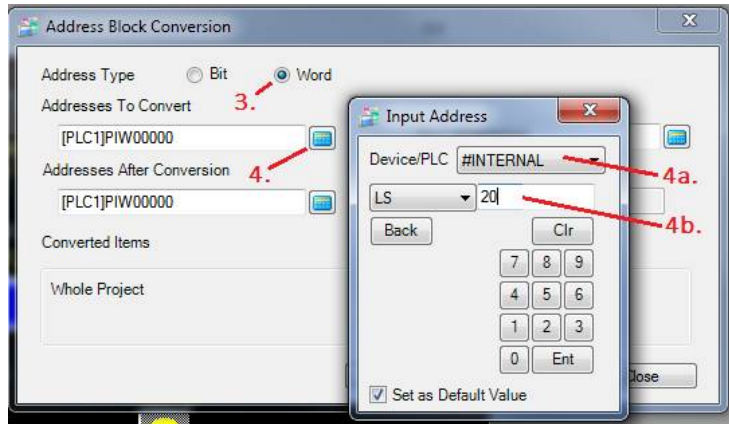 Address Block Conversion
Address Type Bit Word
3.
Addresses To Convert
[PLC1]PIW00000
4.
Addresses After Conversion
[PLC1]PIW00000
Converted Items
Whole Project
Input Address
Device/PLC #INTERNAL
4a.
LS 20
4b.
Back Clr
7 8 9
4 5 6
1 2 3
0 Ent
Set as Default Value